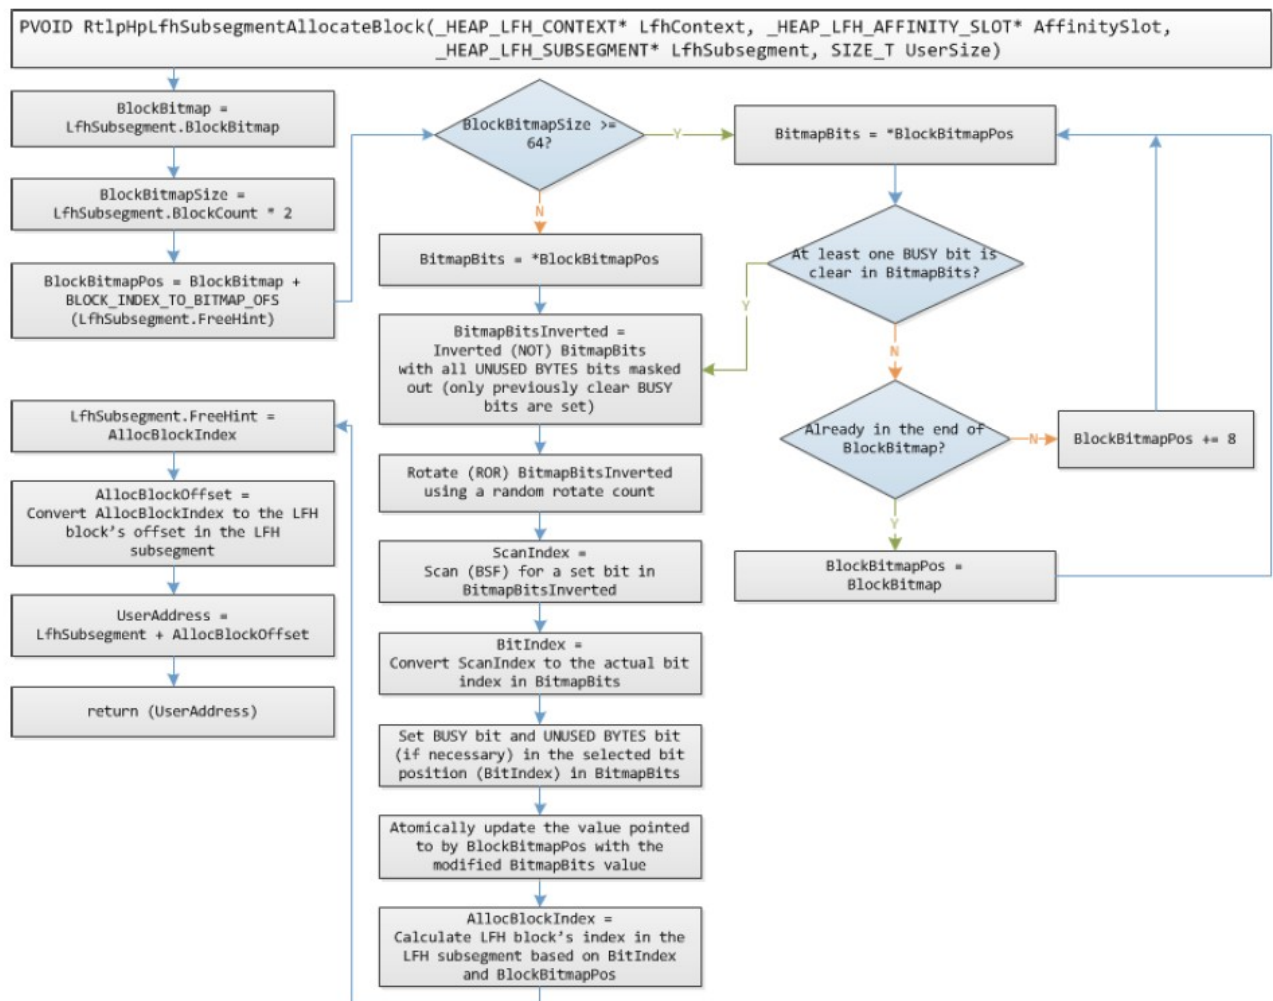 PVOID RtlpHpLfhSubsegmentAllocateBlock(_HEAP_LFH_CONTEXT* LfhContext, _HEAP_LFH_AFFINITY_SLOT* AffinitySlot,
_HEAP_LFH_SUBSEGMENT* LfhSubsegment, SIZE_T UserSize)
BlockBitmap =
LfhSubsegment.BlockBitmap
BlockBitmapSize =
LfhSubsegment.BlockCount * 2
BlockBitmapPos = BlockBitmap +
BLOCK_INDEX_TO_BITMAP_OFS
(LfhSubsegment.FreeHint)
BlockBitmapSize >=
64?
Y
N
BitmapBits = *BlockBitmapPos
At least one BUSY bit is
clear in BitmapBits?
Y
N
Already in the end of
BlockBitmap?
N
BlockBitmapPos += 8
Y
BlockBitmapPos =
BlockBitmap
BitmapBits = *BlockBitmapPos
BitmapBitsInverted =
Inverted (NOT) BitmapBits
with all UNUSED BYTES bits masked
out (only previously clear BUSY
bits are set)
Rotate (ROR) BitmapBitsInverted
using a random rotate count
ScanIndex =
Scan (BSF) for a set bit in
BitmapBitsInverted
BitIndex =
Convert ScanIndex to the actual bit
index in BitmapBits
Set BUSY bit and UNUSED BYTES bit
(if necessary) in the selected bit
position (BitIndex) in BitmapBits
Atomically update the value pointed
to by BlockBitmapPos with the
modified BitmapBits value
AllocBlockIndex =
Calculate LFH block's index in the
LFH subsegment based on BitIndex
and BlockBitmapPos
LfhSubsegment.FreeHint =
AllocBlockIndex
AllocBlockOffset =
Convert AllocBlockIndex to the LFH
block's offset in the LFH
subsegment
UserAddress =
LfhSubsegment + AllocBlockOffset
return (UserAddress)